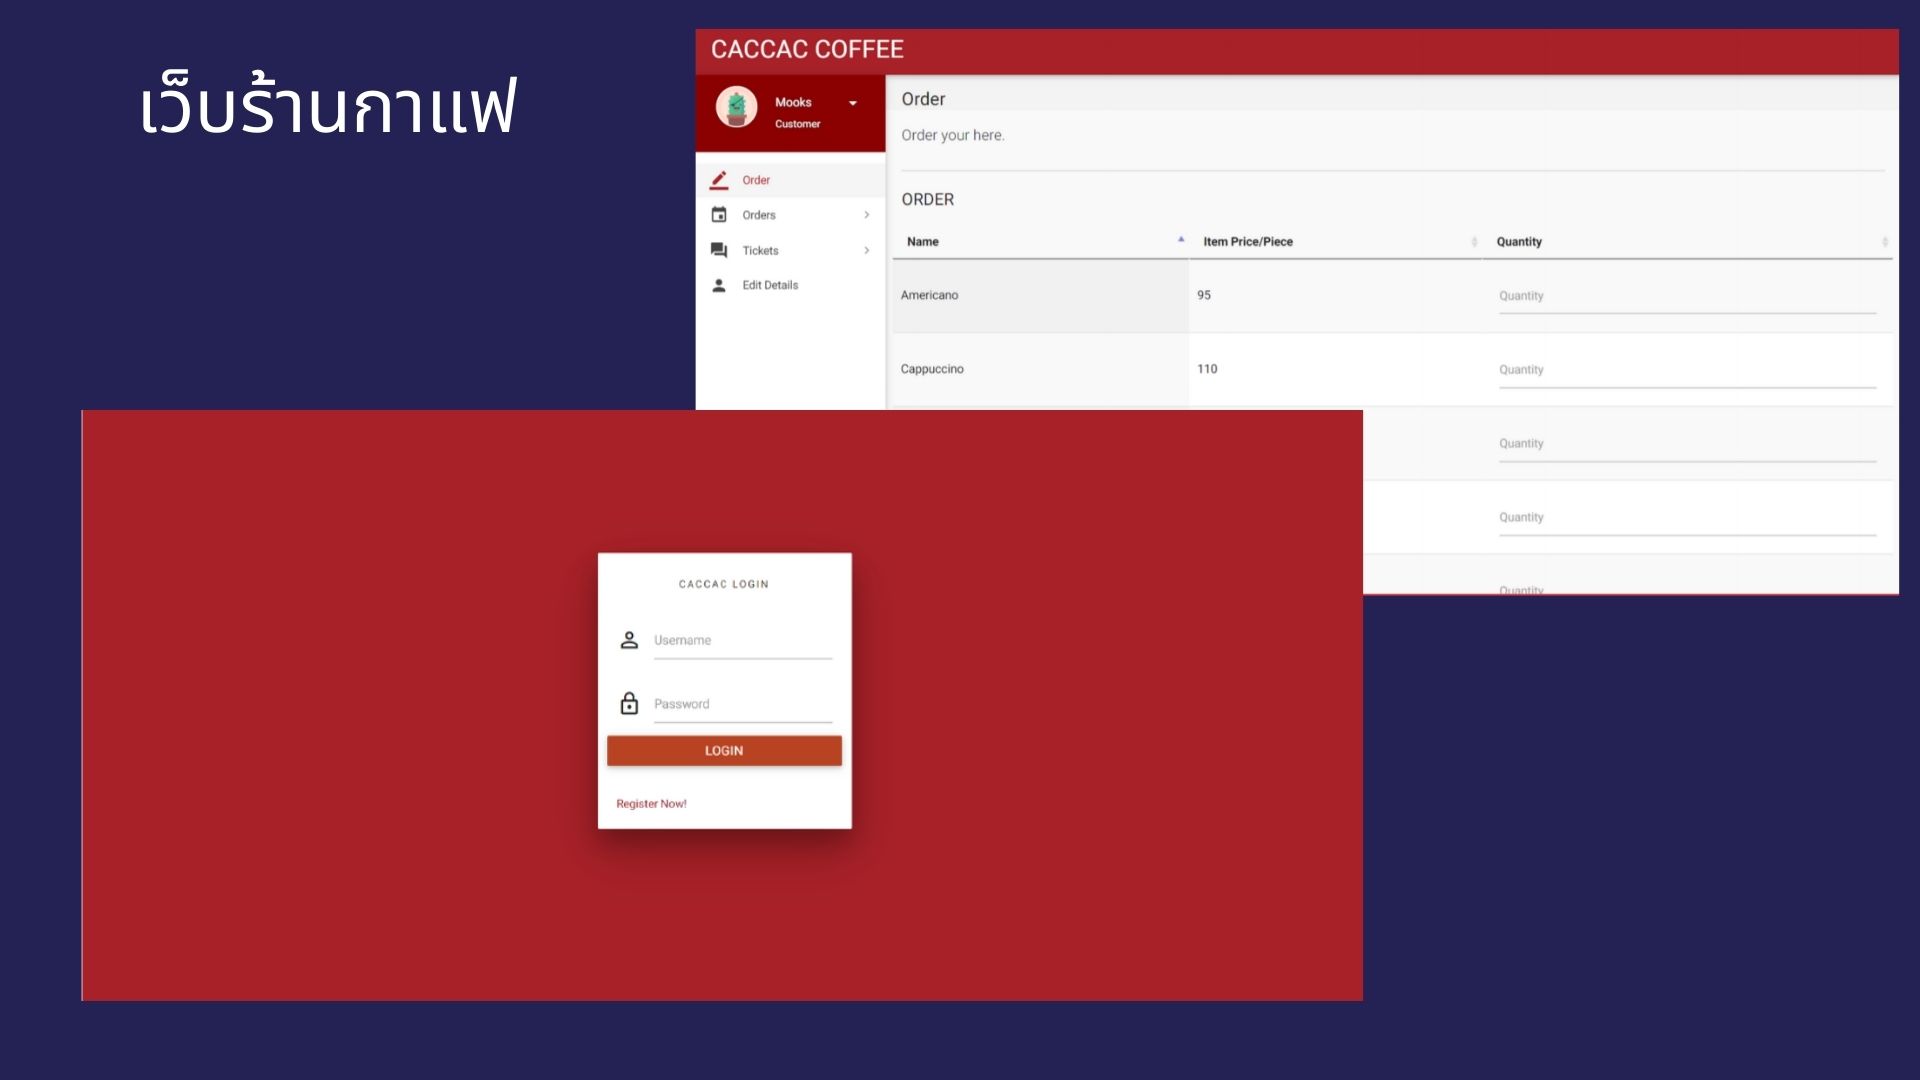 เว็บร้านกาแฟ
CACCAC COFFEE
Mooks
Customer
Order
Orders
Tickets
Edit Details
Order
Order your here.
ORDER
Name Item Price/Piece Quantity
Americano 95 Quantity
Cappuccino 110 Quantity
Quantity
Quantity
Quantity
CACCAC LOGIN
Username
Password
LOGIN
Register Now!